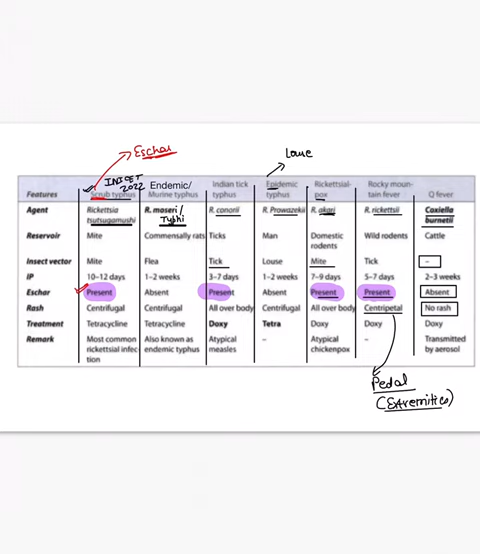 Eschar
Louse
INICET
2022
Features Scrub typhus Endemic/ Murine typhus Indian tick typhus Epidemic typhus Rickettsial- pox Rocky moun- tain fever Q fever
Agent Rickettsia tsutsugamushi R. moseri / Typhi R. conorii R. Prowazekii R. akari R. rickettsii Coxiella burnetii
Reservoir Mite Commensally rats Ticks Man Domestic rodents Wild rodents Cattle
Insect vector Mite Flea Tick Louse Mite Tick –
IP 10–12 days 1–2 weeks 3–7 days 1–2 weeks 7–9 days 5–7 days 2–3 weeks
Eschar Present Absent Present Absent Present Present Absent
Rash Centrifugal Centrifugal All over body Centrifugal All over body Centripetal No rash
Treatment Tetracycline Tetracycline Doxy Tetra Doxy Doxy Doxy
Remark Most common rickettsial infec tion Also known as endemic typhus Atypical measles – Atypical chickenpox – Transmitted by aerosol
Pedal